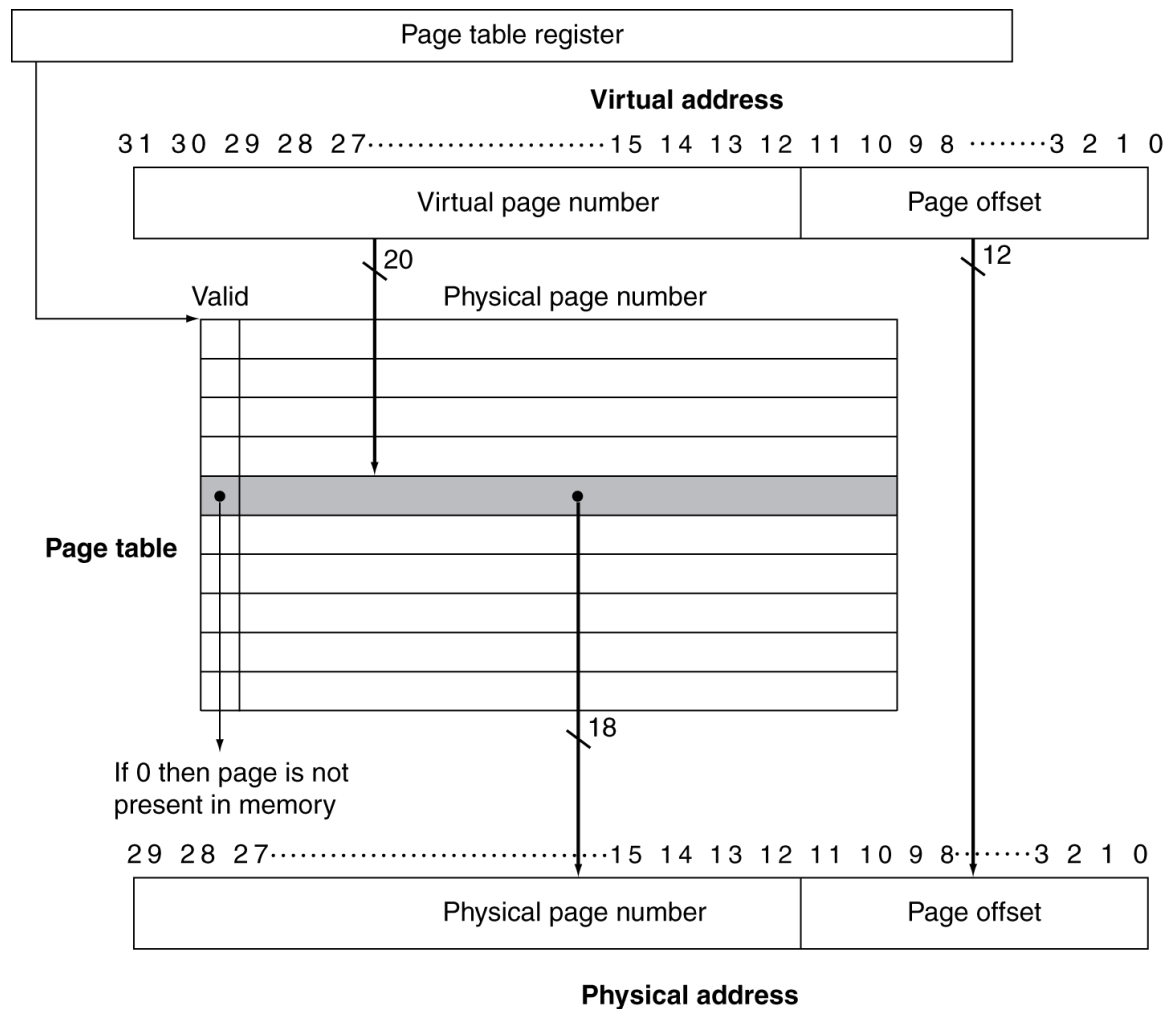 Page table register
Virtual address
31 30 29 28 27·······················15 14 13 12 11 10 9 8 ········3 2 1 0
Virtual page number Page offset
20 12
Valid Physical page number
Page table
18
If 0 then page is not
present in memory
29 28 27···································15 14 13 12 11 10 9 8········3 2 1 0
Physical page number Page offset
Physical address